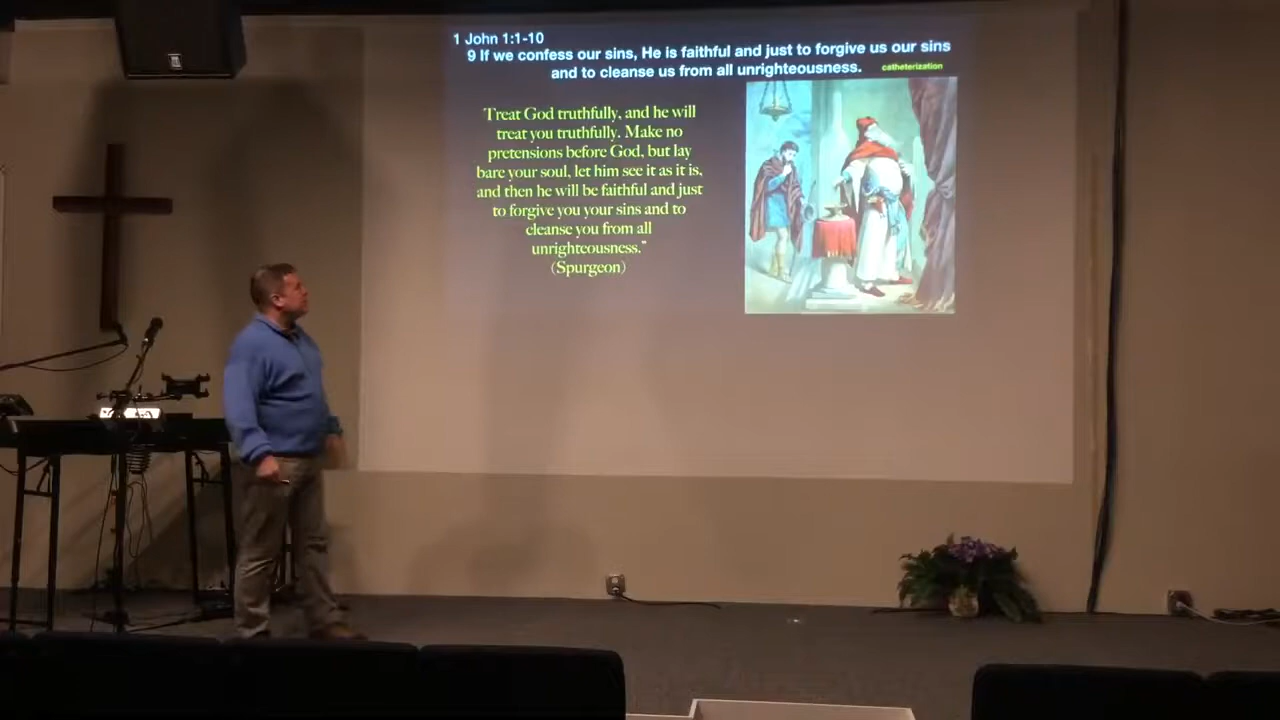 1 John 1:1-10
9 If we confess our sins, He is faithful and just to forgive us our sins
and to cleanse us from all unrighteousness.
catheterization
"Treat God truthfully, and he will
treat you truthfully. Make no
pretensions before God, but lay
bare your soul, let him see it as it is,
and then he will be faithful and just
to forgive you your sins and to
cleanse you from all
unrighteousness."
(Spurgeon)